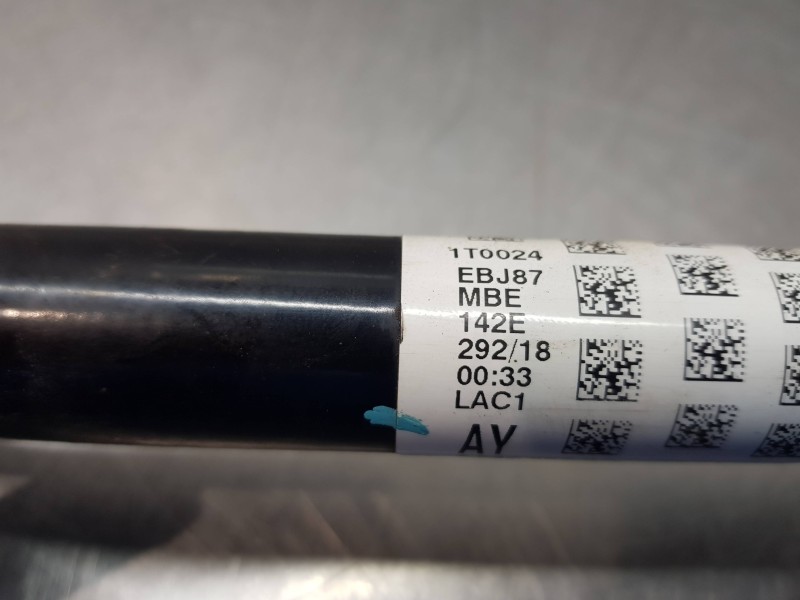 1T0024
EBJ87
MBE
142E
292/18
00:33
LAC1
AY